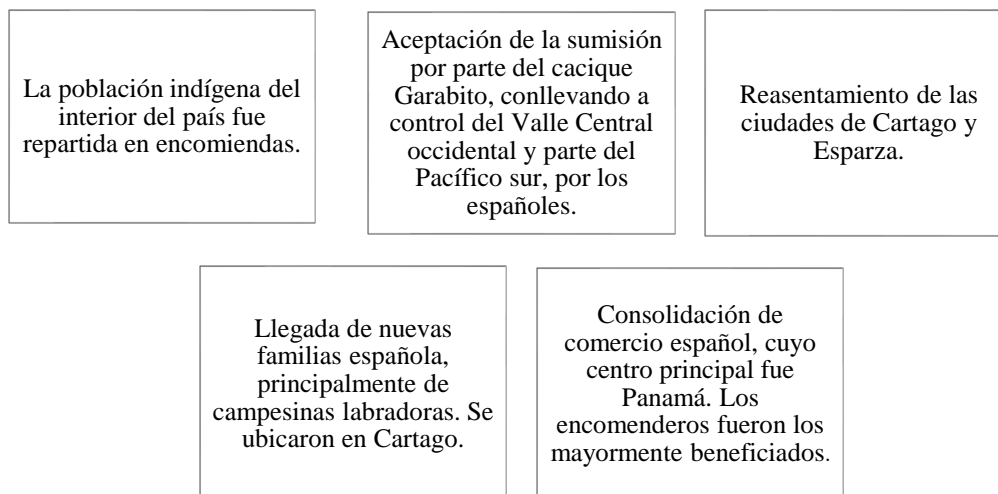 La población indígena del
interior del país fue
repartida en encomiendas.
Aceptación de la sumisión
por parte del cacique
Garabito, conllevando a
control del Valle Central
occidental y parte del
Pacífico sur, por los
españoles.
Reasentamiento de las
ciudades de Cartago y
Esparza.
Llegada de nuevas
familias española,
principalmente de
campesinas labradoras. Se
ubicaron en Cartago.
Consolidación de
comercio español, cuyo
centro principal fue
Panamá. Los
encomenderos fueron los
mayormente beneficiados.